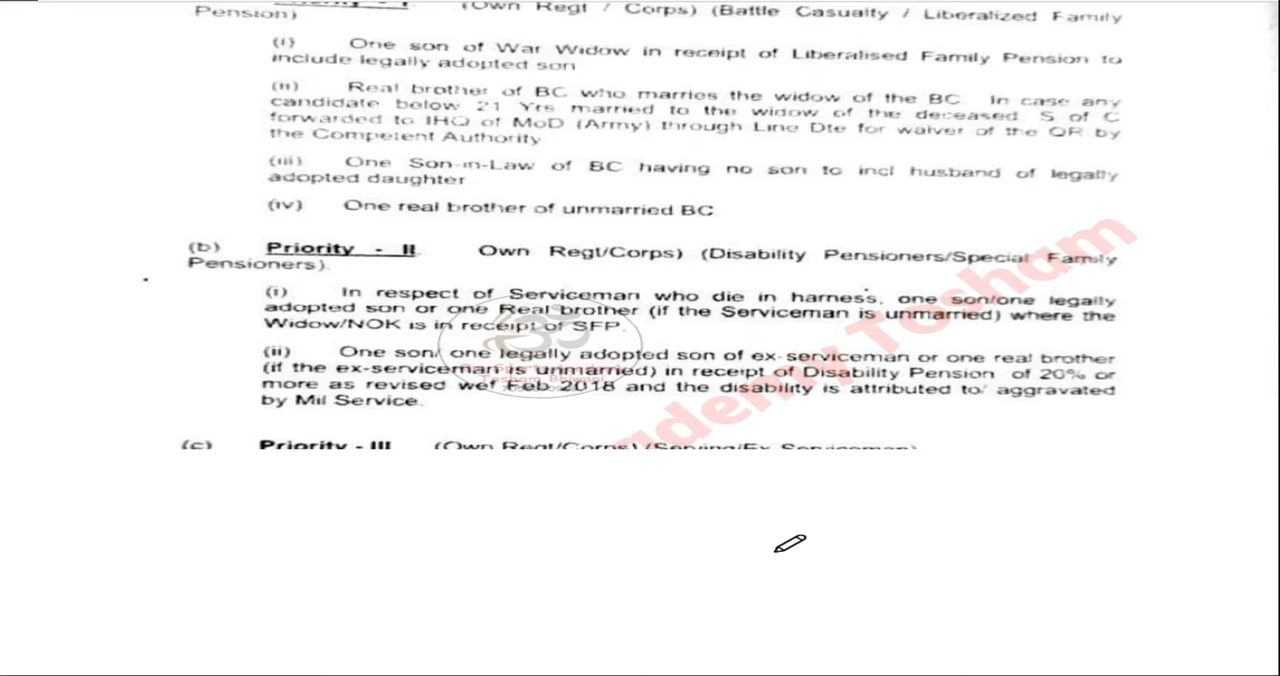 (Own Regt / Corps) (Battle Casualty / Liberalized Family
Pension)
(i) One son of War Widow in receipt of Liberalised Family Pension to
include legally adopted son
(ii) Real brother of BC who marries the widow of the BC. In case any
candidate below 21 Yrs married to the widow of the deceased S of C
forwarded to IHQ of MoD (Army) through Line Dte for waiver of the QR by
the Competent Authority
(iii) One Son-in-Law of BC having no son to incl husband of legally
adopted daughter
(iv) One real brother of unmarried BC
(b) Priority - II Own Regt/Corps) (Disability Pensioners/Special Family
Pensioners).
(i) In respect of Serviceman who die in harness, one son/one legally
adopted son or one Real brother (if the Serviceman is unmarried) where the
Widow/NOK is in receipt of SFP.
(ii) One son/ one legally adopted son of ex-serviceman or one real brother
(if the ex-serviceman is unmarried) in receipt of Disability Pension of 20% or
more as revised wef Feb 2018 and the disability is attributed to/ aggravated
by Mil Service.
(c) Priority - III (Own Regt/Corps) (Serving/Ex Serviceman)
ademy Tosham